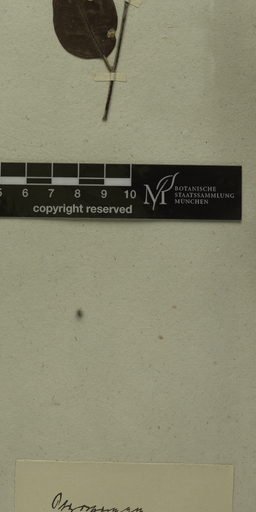 5 6 7 8 9 10
BOTANISCHE
STAATSSAMMLUNG
MÜNCHEN
copyright reserved